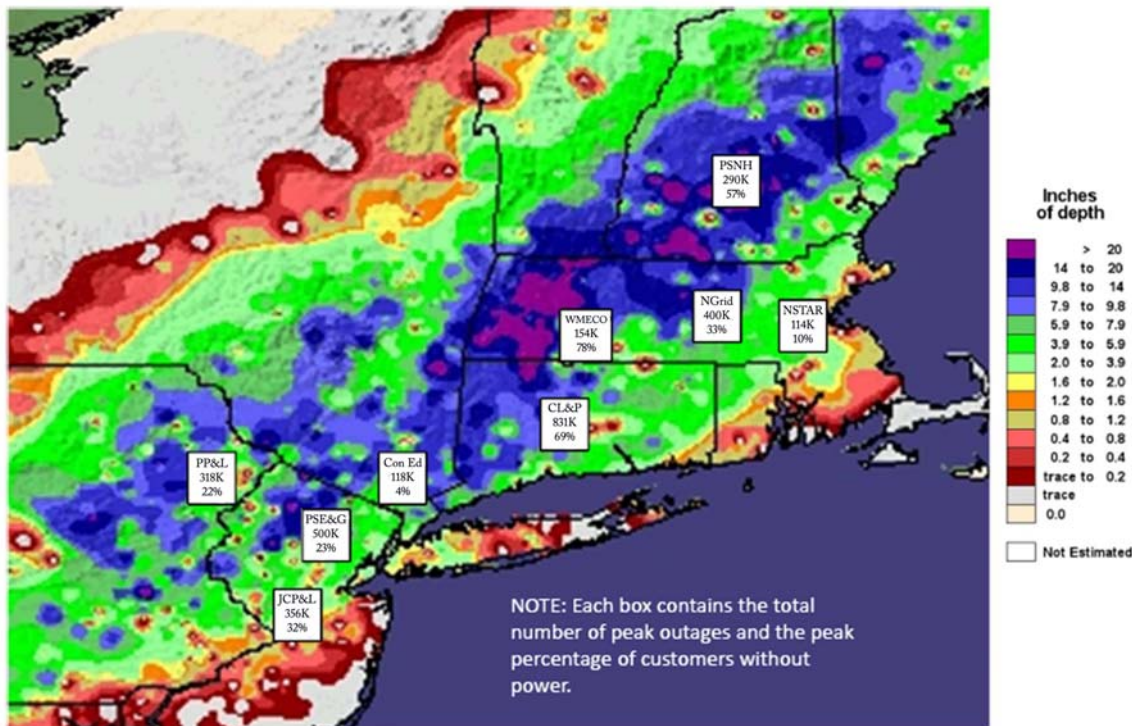 PSNH
290K
57%
NGrid
400K
33%
NSTAR
114K
10%
WMECO
154K
78%
CL&P
831K
69%
PP&L
318K
22%
Con Ed
118K
4%
PSE&G
500K
23%
JCP&L
356K
32%
NOTE: Each box contains the total
number of peak outages and the peak
percentage of customers without
power.
Inches
of depth
> 20
14 to 20
9.8 to 14
7.9 to 9.8
5.9 to 7.9
3.9 to 5.9
2.0 to 3.9
1.6 to 2.0
1.2 to 1.6
0.8 to 1.2
0.4 to 0.8
0.2 to 0.4
trace to 0.2
trace
0.0
Not Estimated